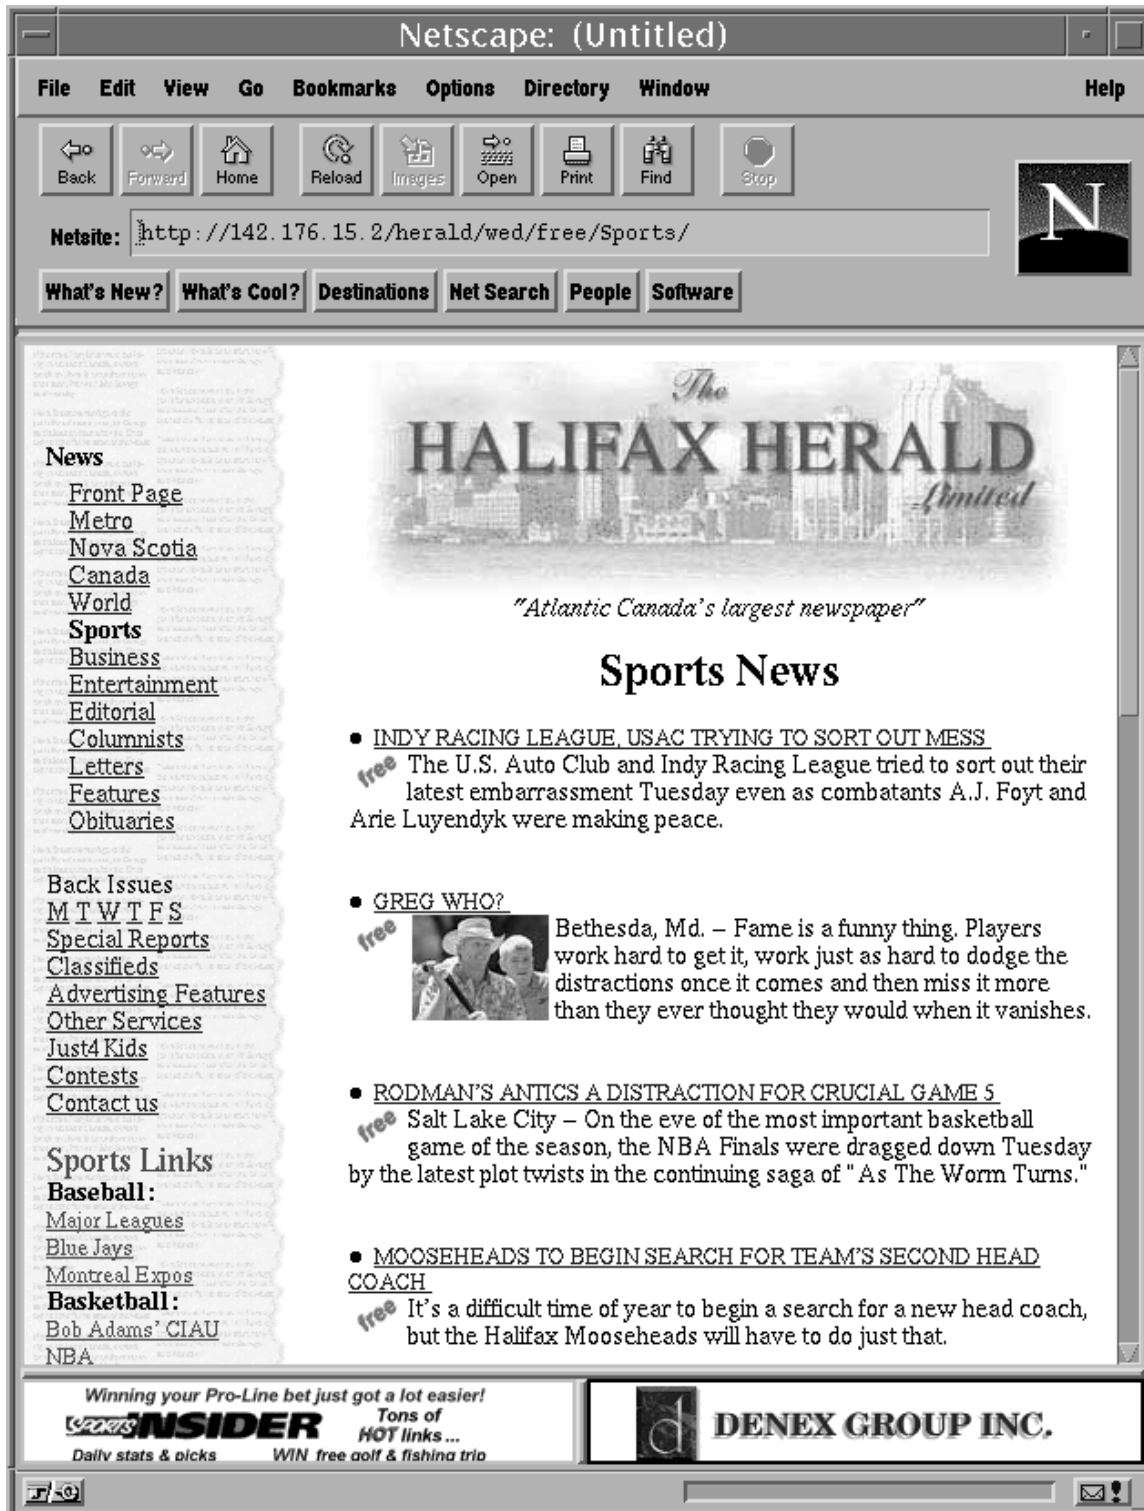 Netscape: (Untitled)
File Edit View Go Bookmarks Options Directory Window Help
Back Forward Home Reload Images Open Print Find Stop
N
Netsite: http://142.176.15.2/herald/wed/free/Sports/
What's New? What's Cool? Destinations Net Search People Software
News
Front Page
Metro
Nova Scotia
Canada
World
Sports
Business
Entertainment
Editorial
Columnists
Letters
Features
Obituaries
Back Issues
M T W T F S
Special Reports
Classifieds
Advertising Features
Other Services
Just4 Kids
Contests
Contact us
Sports Links
Baseball:
Major Leagues
Blue Jays
Montreal Expos
Basketball:
Bob Adams' CIAU
NBA
The
HALIFAX HERALD
Limited
"Atlantic Canada's largest newspaper"
Sports News
• INDY RACING LEAGUE, USAC TRYING TO SORT OUT MESS
free The U.S. Auto Club and Indy Racing League tried to sort out their
latest embarrassment Tuesday even as combatants A.J. Foyt and
Arie Luyendyk were making peace.
• GREG WHO?
free Bethesda, Md. – Fame is a funny thing. Players
work hard to get it, work just as hard to dodge the
distractions once it comes and then miss it more
than they ever thought they would when it vanishes.
• RODMAN'S ANTICS A DISTRACTION FOR CRUCIAL GAME 5
free Salt Lake City – On the eve of the most important basketball
game of the season, the NBA Finals were dragged down Tuesday
by the latest plot twists in the continuing saga of "As The Worm Turns."
• MOOSEHEADS TO BEGIN SEARCH FOR TEAM'S SECOND HEAD
COACH
free It's a difficult time of year to begin a search for a new head coach,
but the Halifax Mooseheads will have to do just that.
Winning your Pro-Line bet just got a lot easier!
SPORTS INSIDER Tons of
HOT links ...
Daily stats & picks WIN free golf & fishing trip
d DENEX GROUP INC.